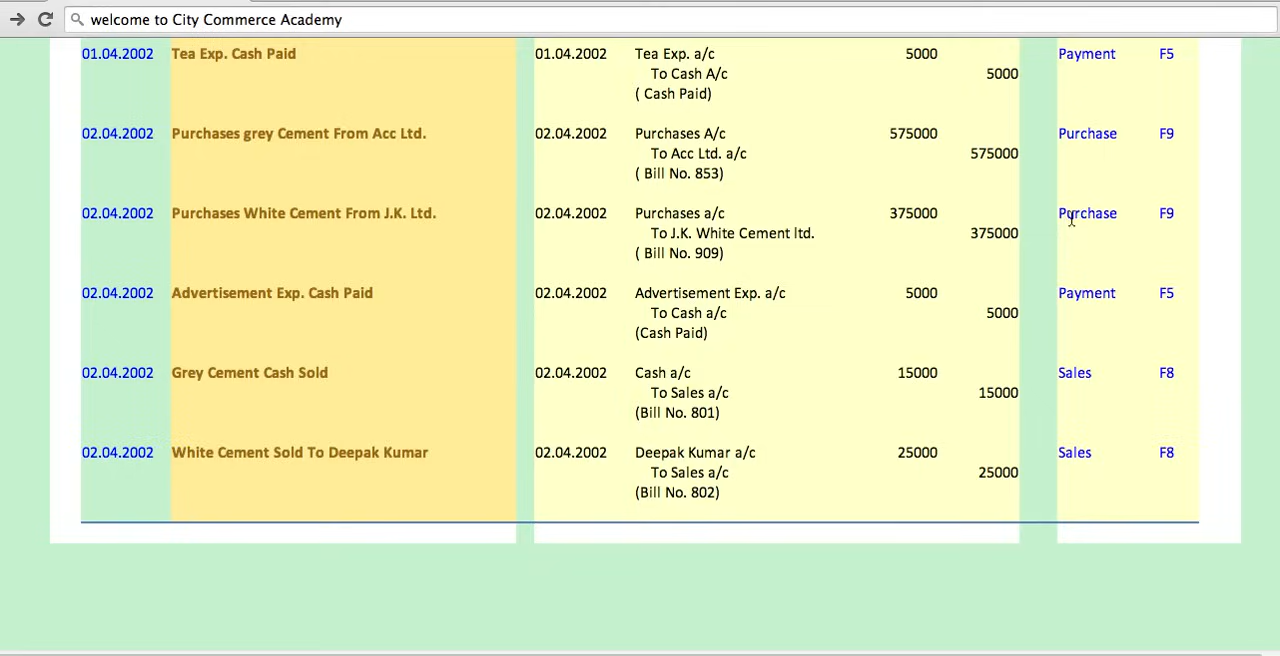 welcome to City Commerce Academy
01.04.2002 Tea Exp. Cash Paid 01.04.2002 Tea Exp. a/c 5000 Payment F5
To Cash A/c 5000
( Cash Paid)
02.04.2002 Purchases grey Cement From Acc Ltd. 02.04.2002 Purchases A/c 575000 Purchase F9
To Acc Ltd. a/c 575000
( Bill No. 853)
02.04.2002 Purchases White Cement From J.K. Ltd. 02.04.2002 Purchases a/c 375000 Purchase F9
To J.K. White Cement ltd. 375000
( Bill No. 909)
02.04.2002 Advertisement Exp. Cash Paid 02.04.2002 Advertisement Exp. a/c 5000 Payment F5
To Cash a/c 5000
(Cash Paid)
02.04.2002 Grey Cement Cash Sold 02.04.2002 Cash a/c 15000 Sales F8
To Sales a/c 15000
(Bill No. 801)
02.04.2002 White Cement Sold To Deepak Kumar 02.04.2002 Deepak Kumar a/c 25000 Sales F8
To Sales a/c 25000
(Bill No. 802)